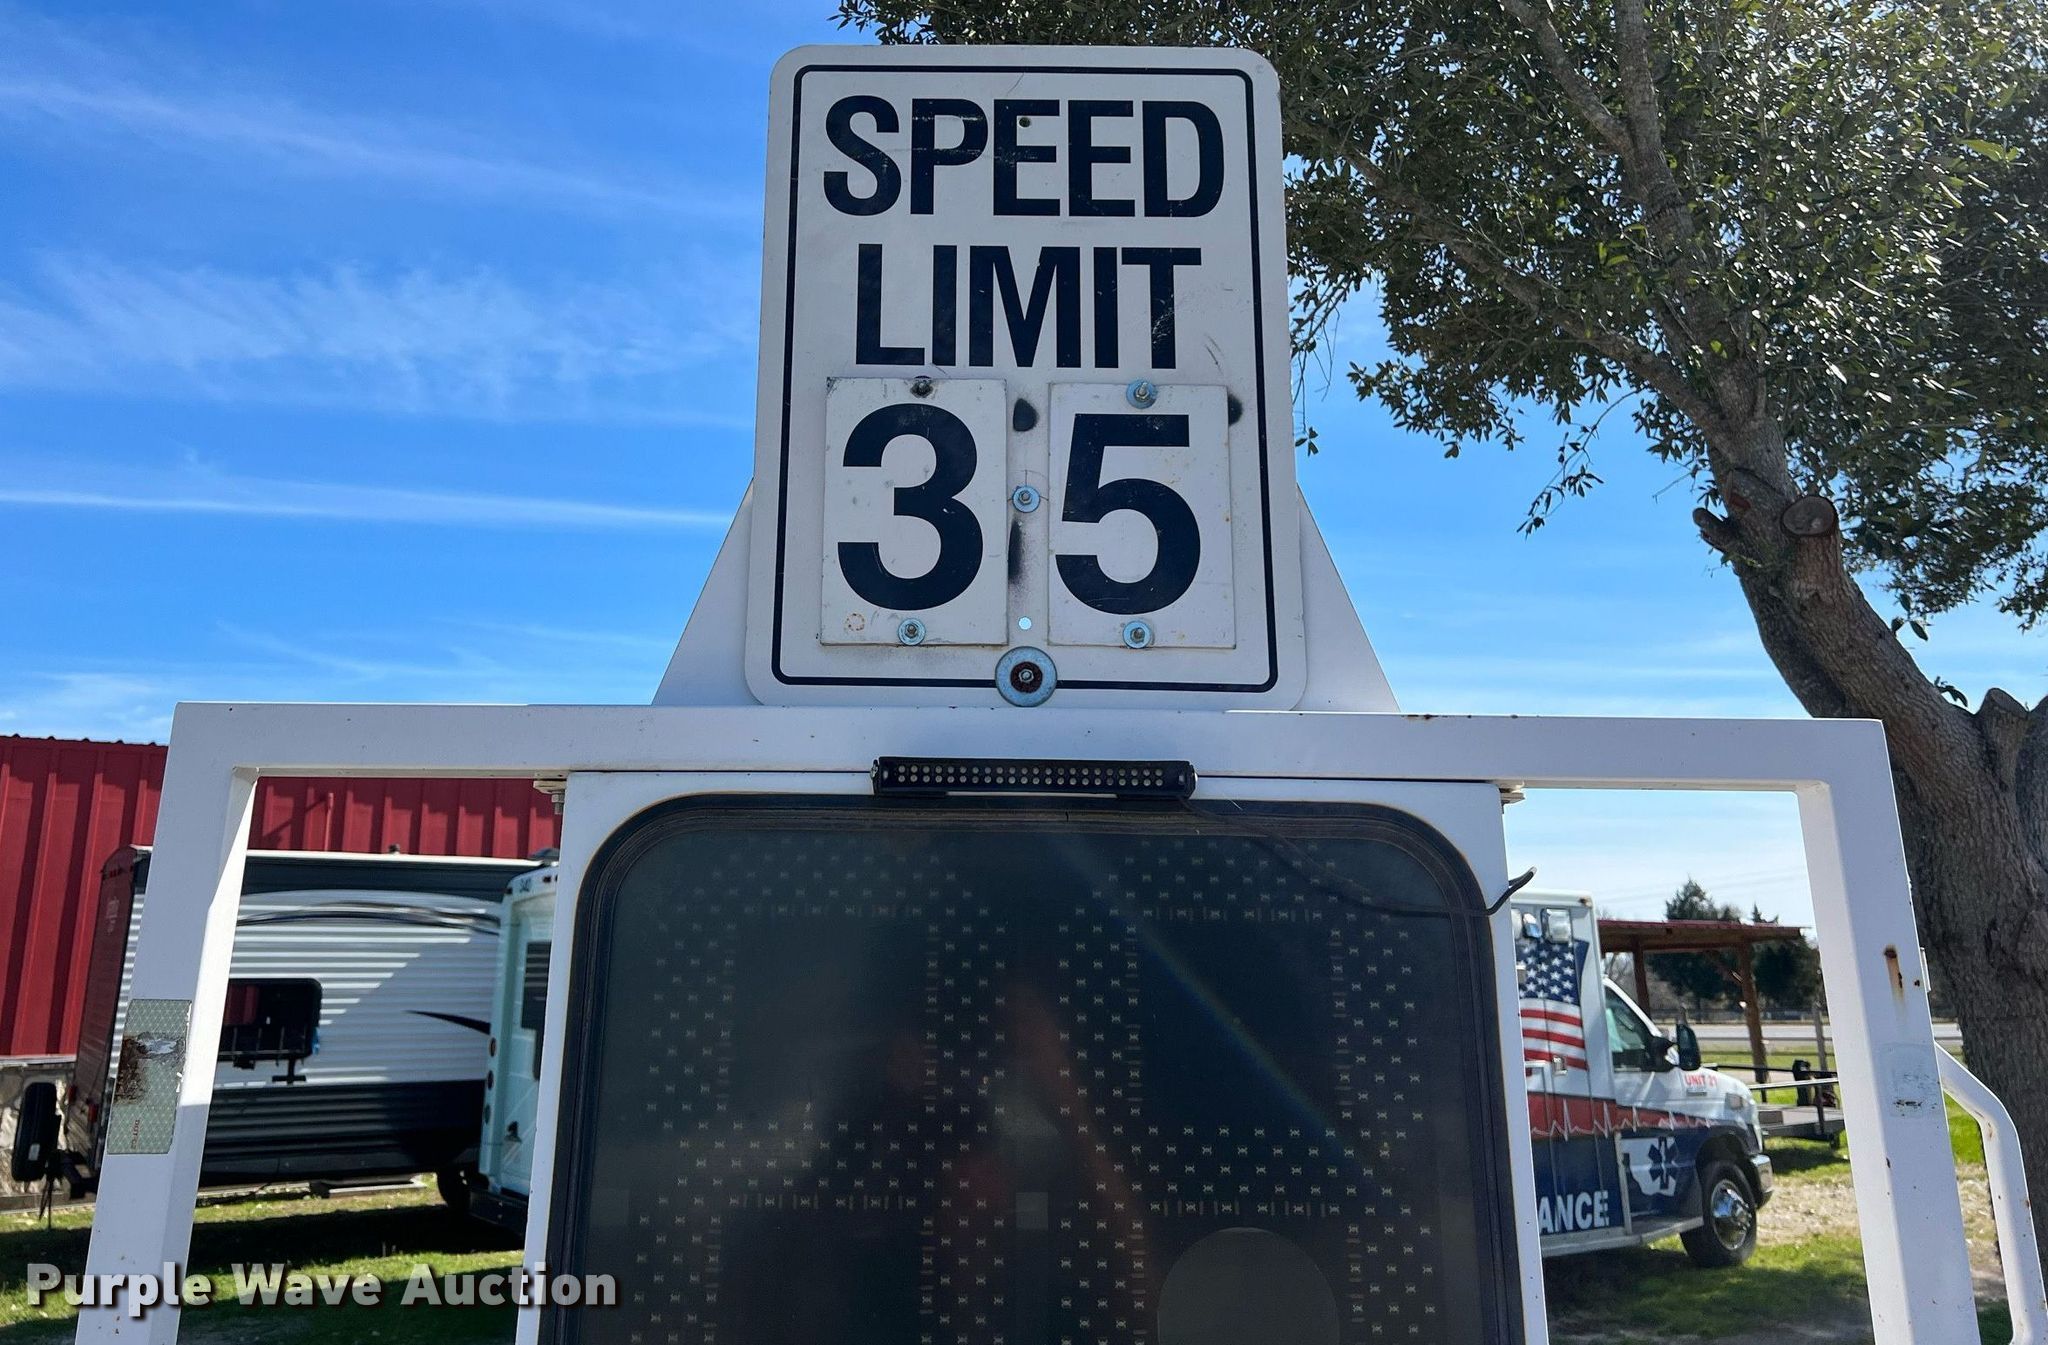 SPEED
LIMIT
35
UNIT 21
ANCE
Purple Wave Auction